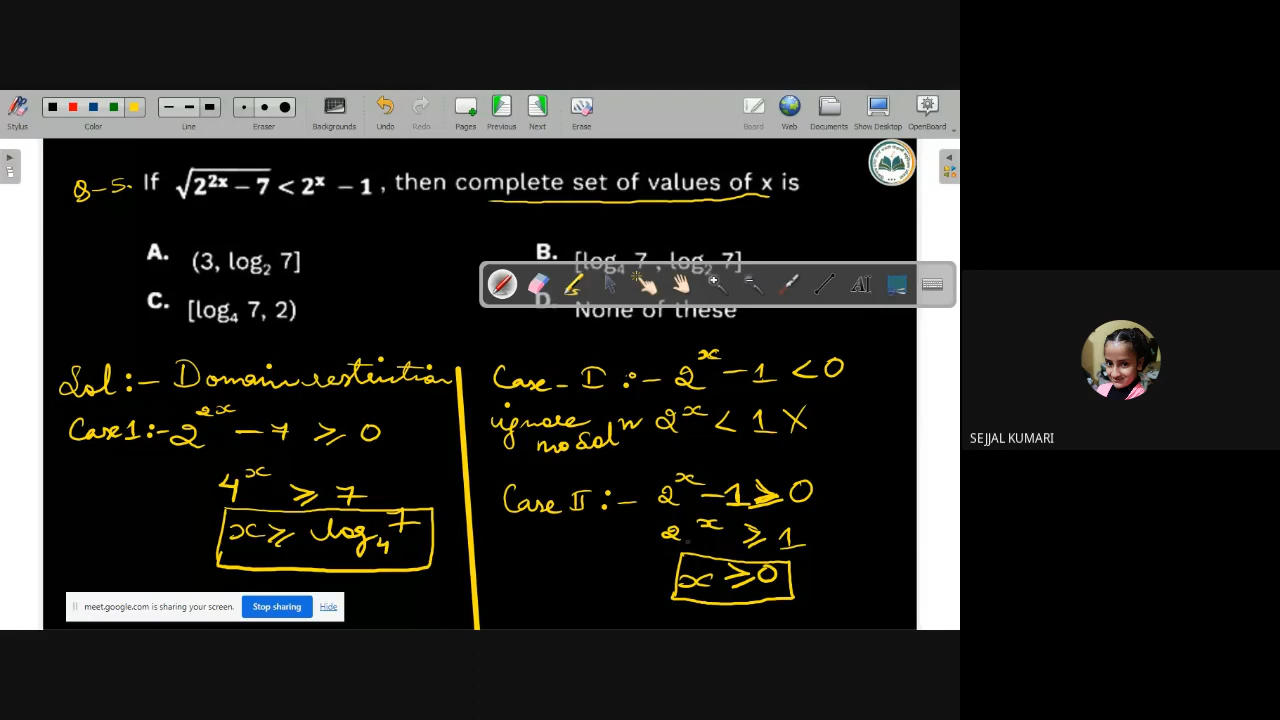 Color
Line
Eraser
Stylus
Backgrounds
Undo
Redo
Pages
Previous
Next
Erase
Board
Web
Documents
Show Desktop
OpenBoard
Q-5. If √2^{2x} – 7 < 2^x – 1, then complete set of values of x is
A. (3, log₂ 7]
B. [log₄ 7 , log₂ 7]
C. [log₄ 7, 2)
D. None of these
Sol :- Domain restriction
Case 1 :- 2^{2x} - 7 ≥ 0
4^x ≥ 7
x ≥ log₄ 7
Case - I :- 2^x - 1 < 0
ignore 2^x < 1 X
no Solⁿ
Case II :- 2^x - 1 ≥ 0
2^x ≥ 1
x ≥ 0
meet.google.com is sharing your screen.
Stop sharing
Hide
SEJJAL KUMARI